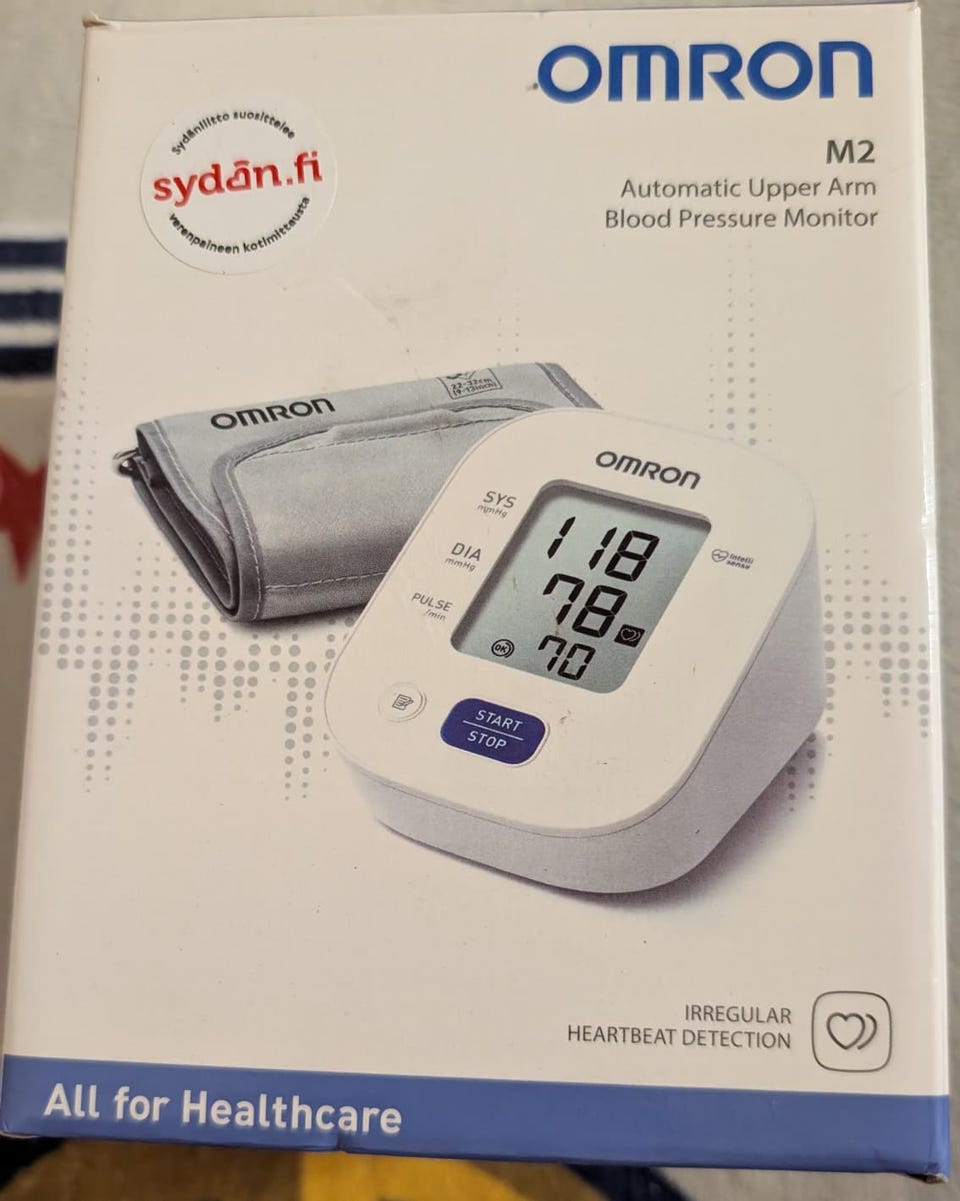 OMRON
M2
Automatic Upper Arm
Blood Pressure Monitor
Sydänliitto suosittelee
sydän.fi
verenpaineen kotimittausta
22-32cm
(9-13inch)
OMRON
OMRON
SYS
mmHg
118
DIA
mmHg
78
PULSE
/min
OK
70
intelli
sense
START
STOP
IRREGULAR
HEARTBEAT DETECTION
All for Healthcare